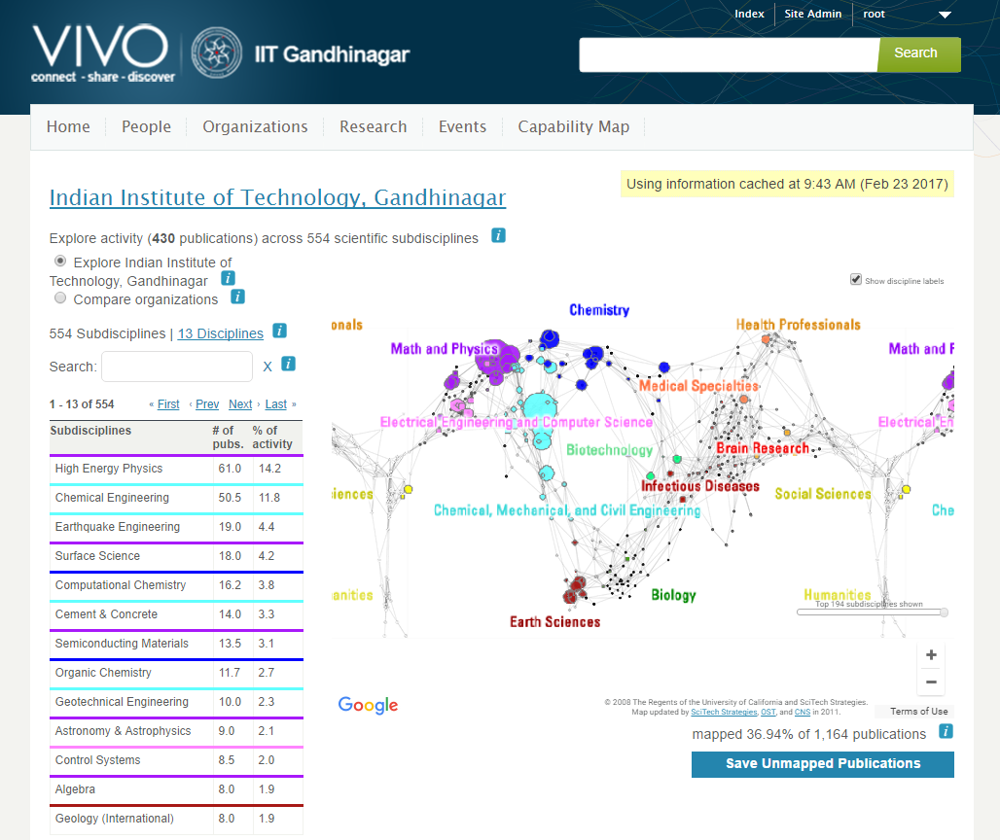 Index
Site Admin
root
VIVO
connect - share - discover
IIT Gandhinagar
Search
Home
People
Organizations
Research
Events
Capability Map
Using information cached at 9:43 AM (Feb 23 2017)
Indian Institute of Technology, Gandhinagar
Explore activity (430 publications) across 554 scientific subdisciplines i
Explore Indian Institute of
Technology, Gandhinagar i
Compare organizations i
554 Subdisciplines | 13 Disciplines i
Search: X i
1 - 13 of 554 « First ‹ Prev Next › Last »
Subdisciplines # of pubs. % of activity
High Energy Physics 61.0 14.2
Chemical Engineering 50.5 11.8
Earthquake Engineering 19.0 4.4
Surface Science 18.0 4.2
Computational Chemistry 16.2 3.8
Cement & Concrete 14.0 3.3
Semiconducting Materials 13.5 3.1
Organic Chemistry 11.7 2.7
Geotechnical Engineering 10.0 2.3
Astronomy & Astrophysics 9.0 2.1
Control Systems 8.5 2.0
Algebra 8.0 1.9
Geology (International) 8.0 1.9
Show discipline labels
Chemistry
onals
Health Professionals
Math and Physics
Math and P
Medical Specialties
Electrical Engineering and Computer Science
Electrical En
Biotechnology
Brain Research
Infectious Diseases
iences
Social Sciences
Chemical, Mechanical, and Civil Engineering
Che
anities
Biology
Humanities
Top 194 subdisciplines shown
Earth Sciences
+
−
Google
© 2008 The Regents of the University of California and SciTech Strategies.
Map updated by SciTech Strategies, OST, and CNS in 2011.
Terms of Use
mapped 36.94% of 1,164 publications i
Save Unmapped Publications